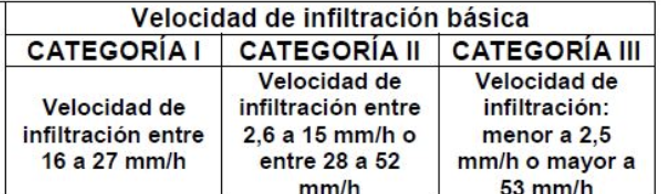 Velocidad de infiltración básica
CATEGORÍA I CATEGORÍA II CATEGORÍA III
Velocidad de
infiltración entre
16 a 27 mm/h
Velocidad de
infiltración entre
2,6 a 15 mm/h o
entre 28 a 52
mm/h
Velocidad de
infiltración:
menor a 2,5
mm/h o mayor a
53 mm/h